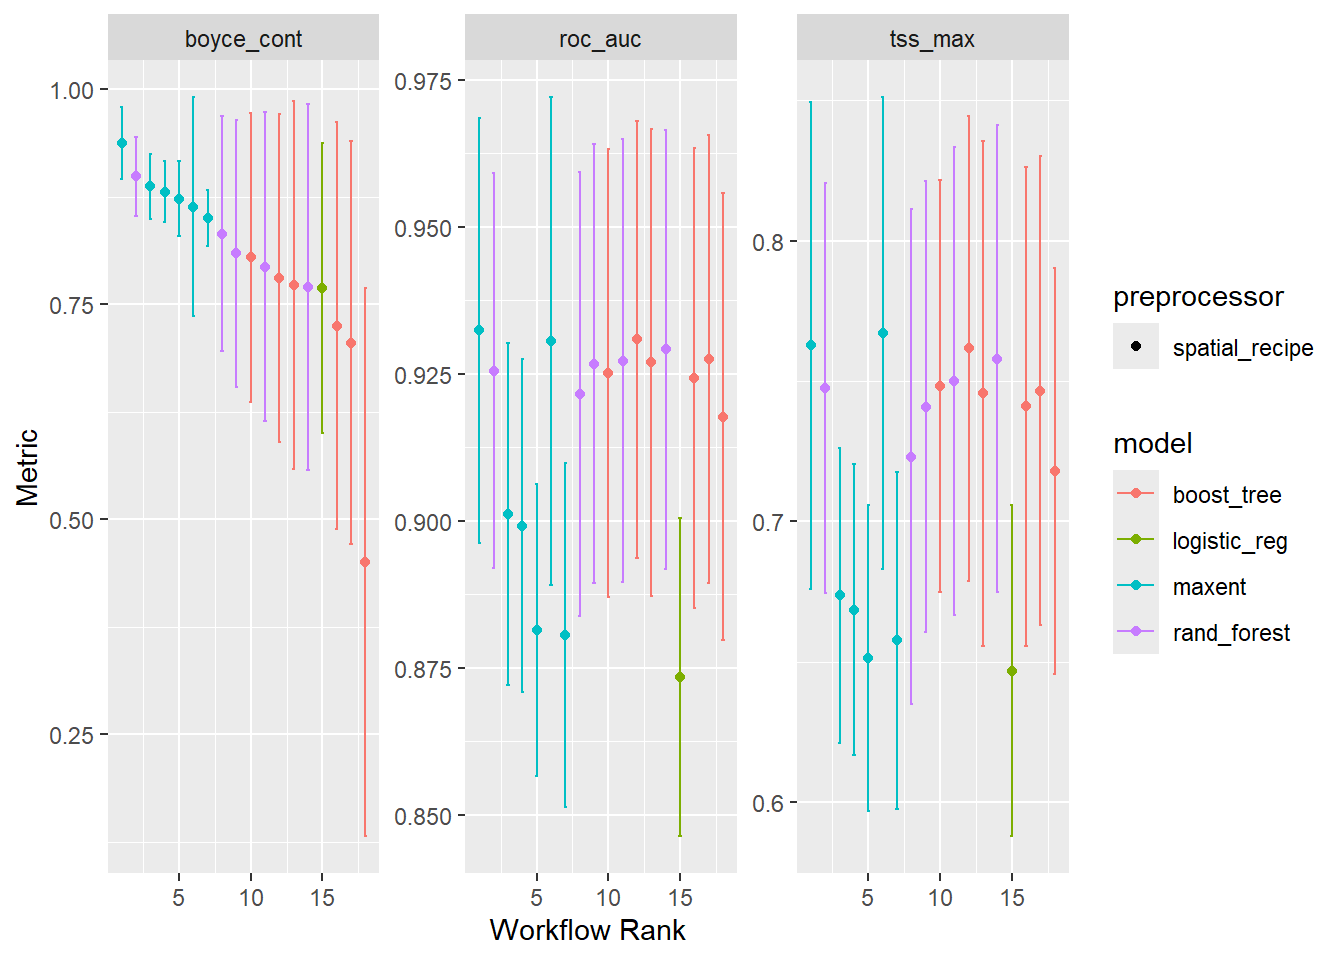 boyce_cont
roc_auc
tss_max
Metric
1.00
0.75
0.50
0.25
0.975
0.950
0.925
0.900
0.875
0.850
0.8
0.7
0.6
5 10 15
5 10 15
5 10 15
Workflow Rank
preprocessor
spatial_recipe
model
boost_tree
logistic_reg
maxent
rand_forest